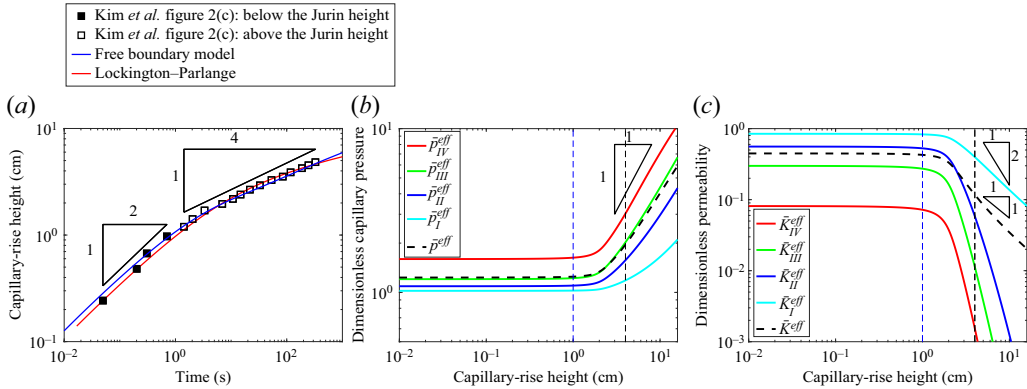 Kim et al. figure 2(c): below the Jurin height
Kim et al. figure 2(c): above the Jurin height
Free boundary model
Lockington–Parlange
(a)
10^1
10^0
10^−1
10^−2
10^0
10^2
Capillary-rise height (cm)
Time (s)
2
1
4
1
(b)
10^1
10^0
10^−2
10^−1
10^0
10^1
Dimensionless capillary pressure
Capillary-rise height (cm)
p̄_IV^eff
p̄_III^eff
p̄_II^eff
p̄_I^eff
p̄^eff
1
1
(c)
10^0
10^−1
10^−2
10^−3
10^−2
10^−1
10^0
10^1
Dimensionless permeability
Capillary-rise height (cm)
K̄_IV^eff
K̄_III^eff
K̄_II^eff
K̄_I^eff
K̄^eff
1
2
1
1